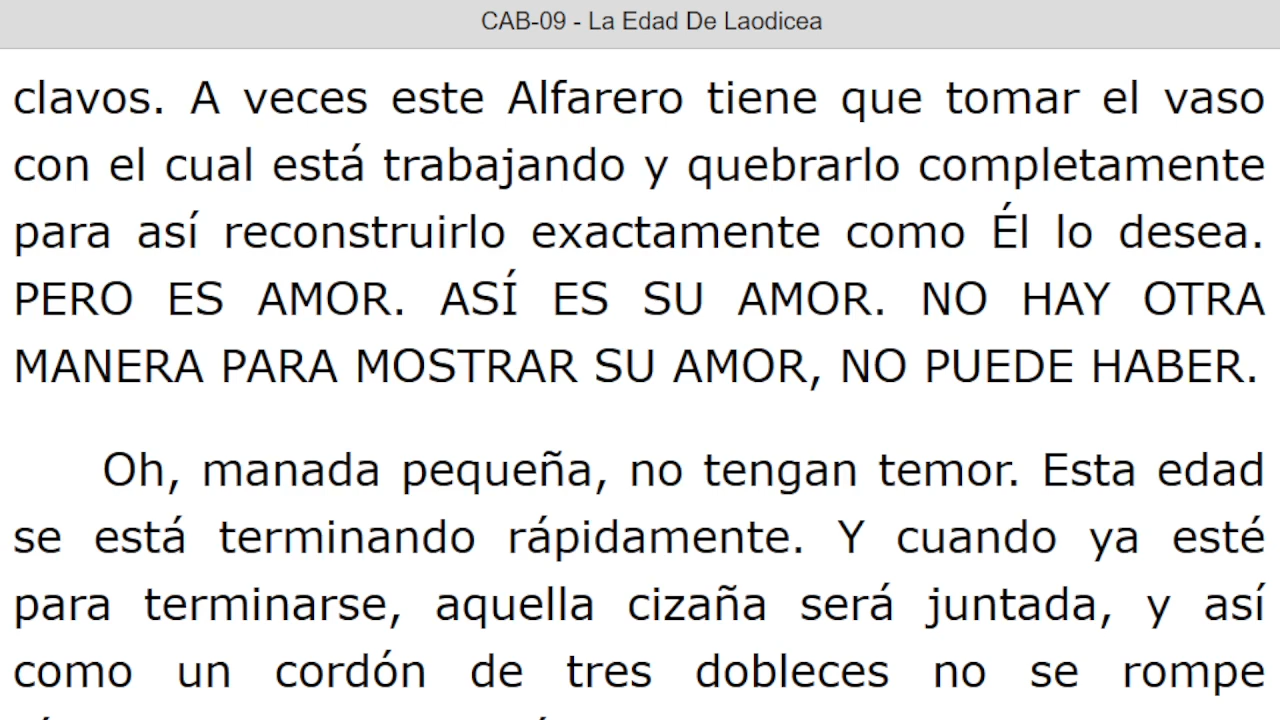 CAB-09 - La Edad De Laodicea
clavos. A veces este Alfarero tiene que tomar el vaso
con el cual está trabajando y quebrarlo completamente
para así reconstruirlo exactamente como Él lo desea.
PERO ES AMOR. ASÍ ES SU AMOR. NO HAY OTRA
MANERA PARA MOSTRAR SU AMOR, NO PUEDE HABER.
Oh, manada pequeña, no tengan temor. Esta edad
se está terminando rápidamente. Y cuando ya esté
para terminarse, aquella cizaña será juntada, y así
como un cordón de tres dobleces no se rompe